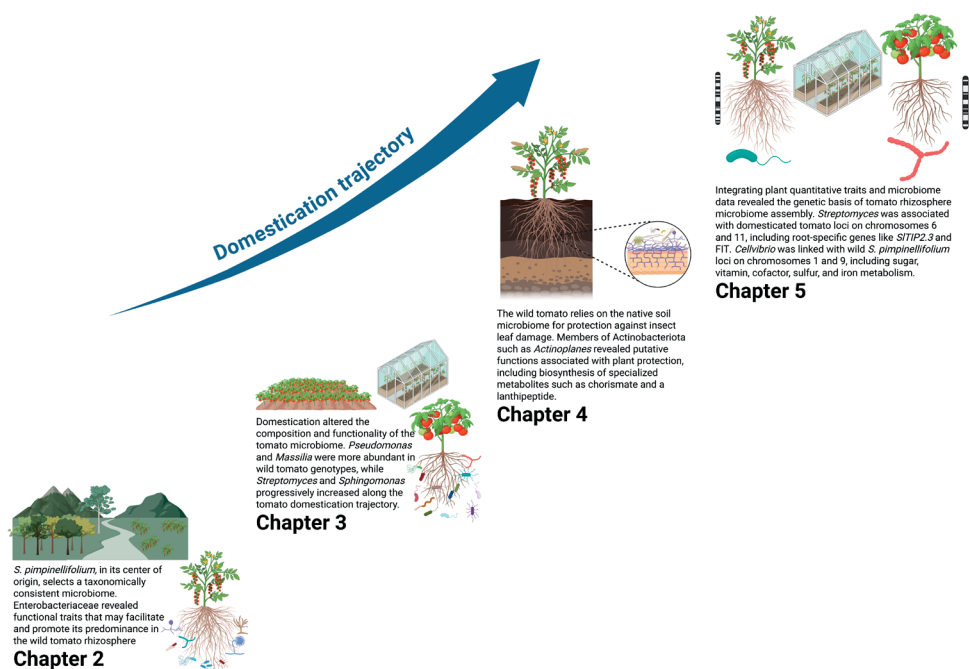 Domestication trajectory
S. pimpinellifolium, in its center of
origin, selects a taxonomically
consistent microbiome.
Enterobacteriaceae revealed
functional traits that may facilitate
and promote its predominance in
the wild tomato rhizosphere
Chapter 2
Domestication altered the
composition and functionality of the
tomato microbiome. Pseudomonas
and Massilia were more abundant in
wild tomato genotypes, while
Streptomyces and Sphingomonas
progressively increased along the
tomato domestication trajectory.
Chapter 3
The wild tomato relies on the native soil
microbiome for protection against insect
leaf damage. Members of Actinobacteriota
such as Actinoplanes revealed putative
functions associated with plant protection,
including biosynthesis of specialized
metabolites such as chorismate and a
lanthipeptide.
Chapter 4
Integrating plant quantitative traits and microbiome
data revealed the genetic basis of tomato rhizosphere
microbiome assembly. Streptomyces was associated
with domesticated tomato loci on chromosomes 6
and 11, including root-specific genes like SlTIP2.3 and
FIT. Cellvibrio was linked with wild S. pimpinellifolium
loci on chromosomes 1 and 9, including sugar,
vitamin, cofactor, sulfur, and iron metabolism.
Chapter 5